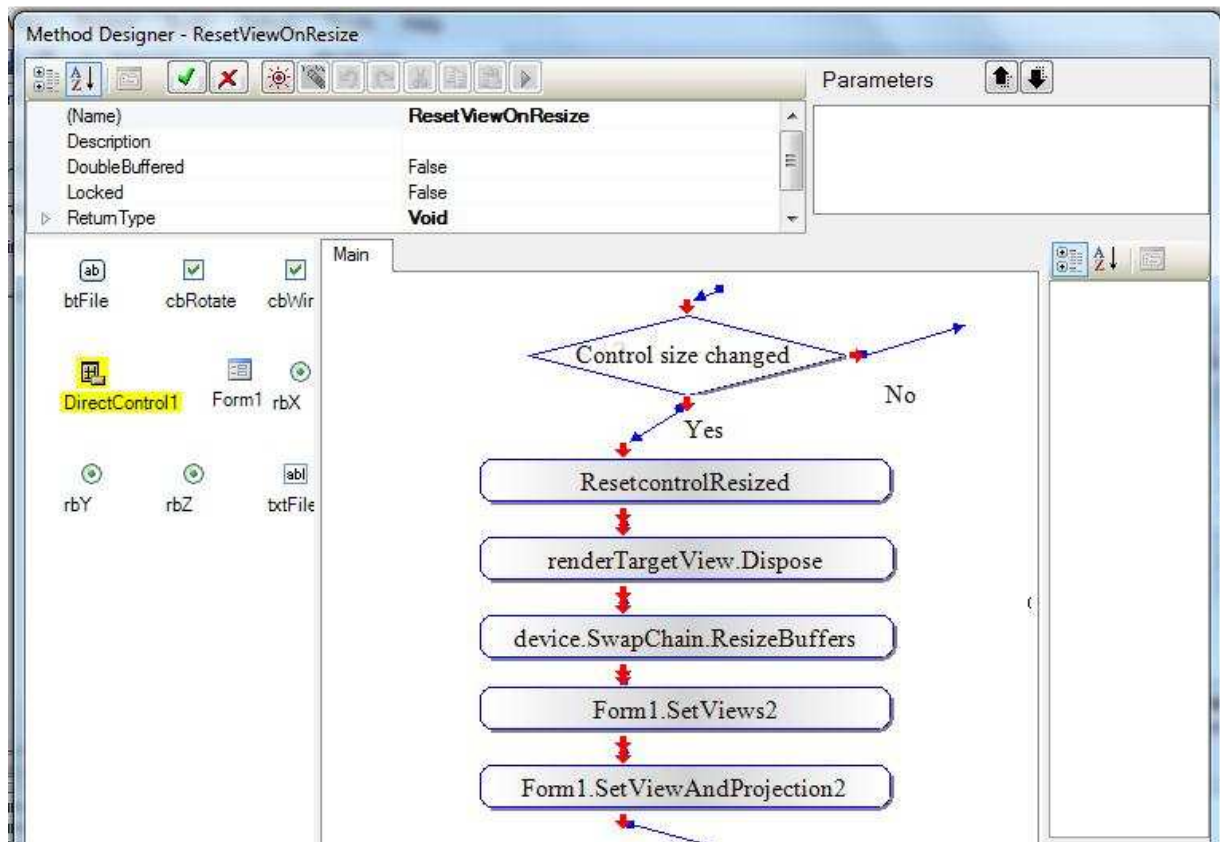 Method Designer - ResetViewOnResize
Parameters
(Name) ResetViewOnResize
Description
DoubleBuffered False
Locked False
ReturnType Void
Main
btFile cbRotate cbWir
DirectControl1 Form1 rbX
rbY rbZ txtFile
Control size changed
No
Yes
ResetcontrolResized
renderTargetView.Dispose
device.SwapChain.ResizeBuffers
Form1.SetViews2
Form1.SetViewAndProjection2